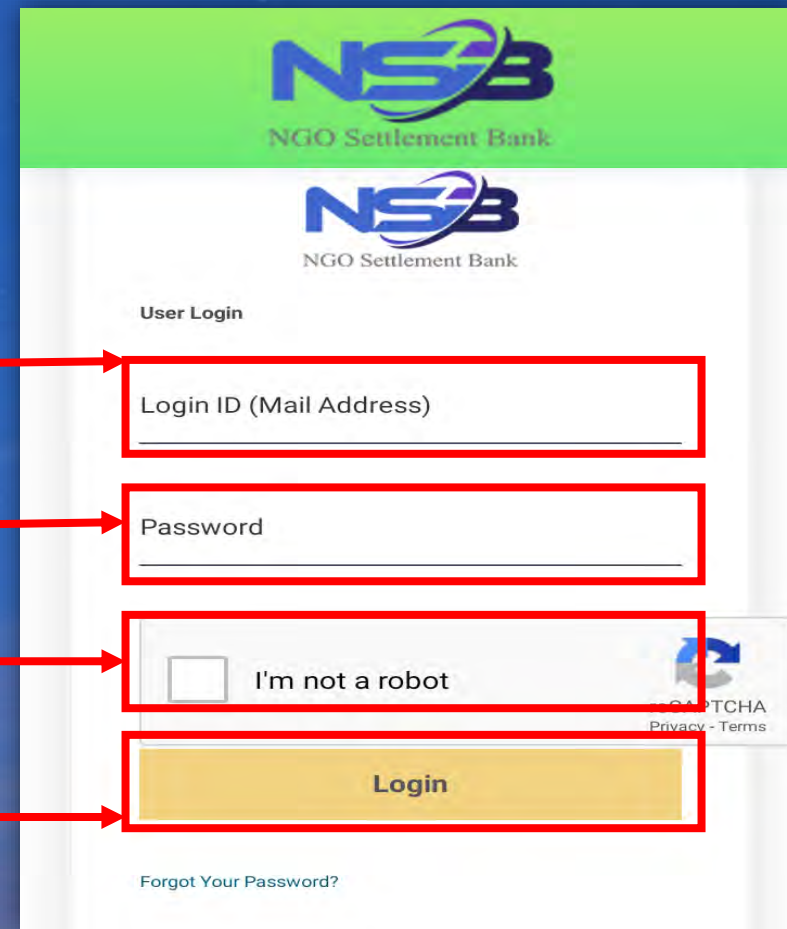 NSB
NGO Settlement Bank
NSB
NGO Settlement Bank
User Login
Login ID (Mail Address)
Password
I'm not a robot
reCAPTCHA
Privacy - Terms
Login
Forgot Your Password?